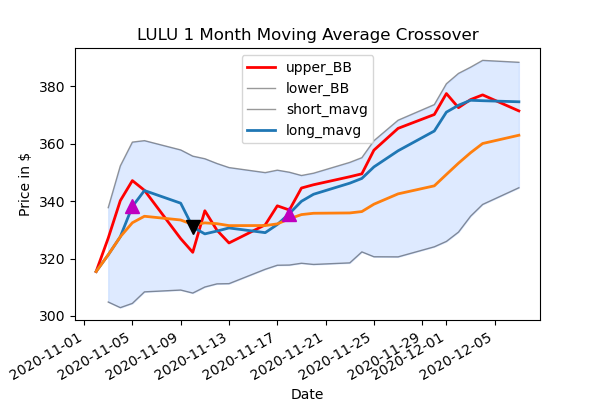 LULU 1 Month Moving Average Crossover
upper_BB
lower_BB
short_mavg
long_mavg
Price in $
380
360
340
320
300
2020-11-01
2020-11-05
2020-11-09
2020-11-13
2020-11-17
2020-11-21
2020-11-25
2020-11-29
2020-12-01
2020-12-05
Date